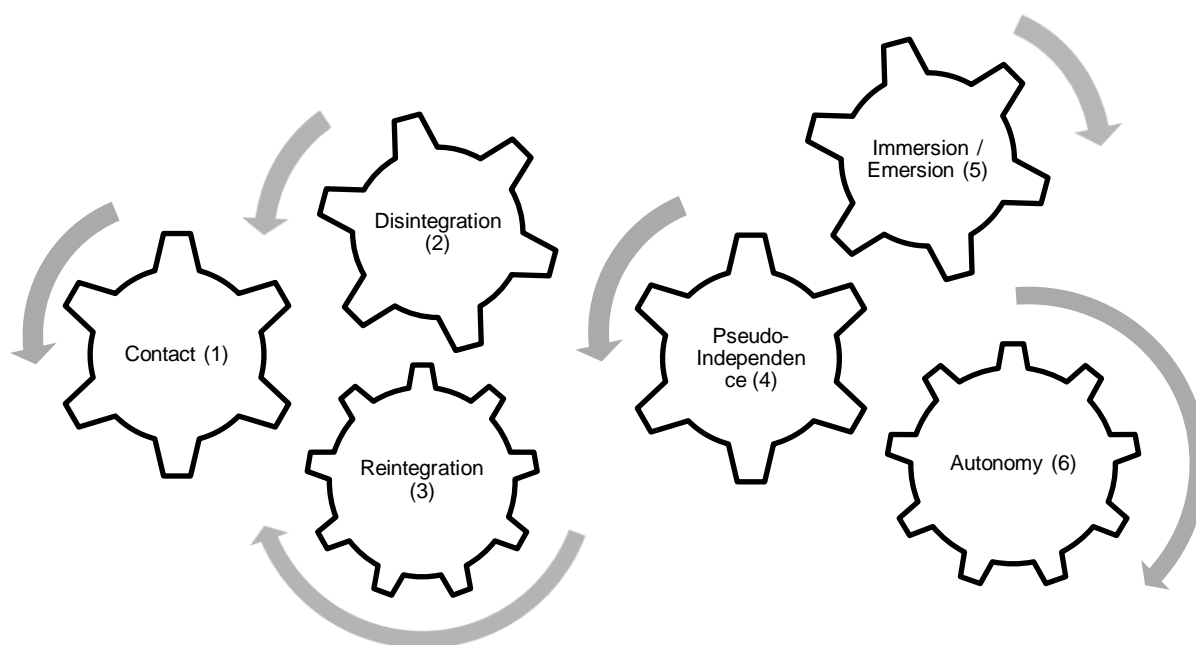 Contact (1)
Disintegration
(2)
Reintegration
(3)
Pseudo-
Independen
ce (4)
Immersion /
Emersion (5)
Autonomy (6)